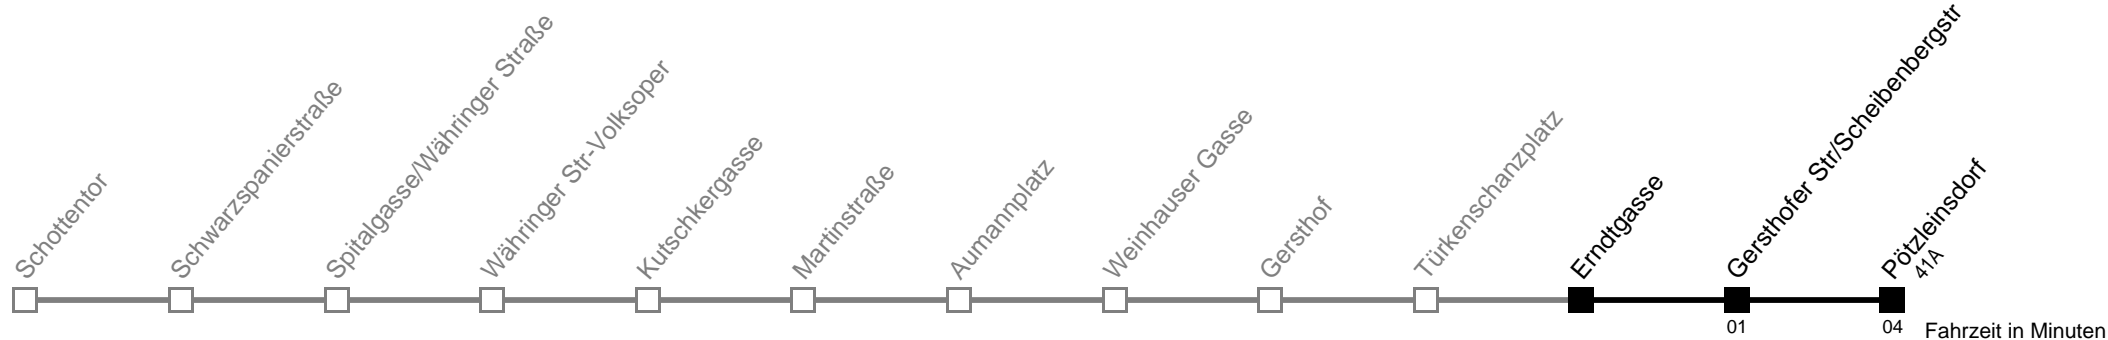 Schottentor
Schwarzspanierstraße
Spitalgasse/Währinger Straße
Währinger Str-Volksoper
Kutschkergasse
Martinstraße
Aumannplatz
Weinhauser Gasse
Gersthof
Türkenschanzplatz
Erndtgasse
Gersthofer Str/Scheibenbergstr
Pötzleinsdorf
41A
01
04
Fahrzeit in Minuten